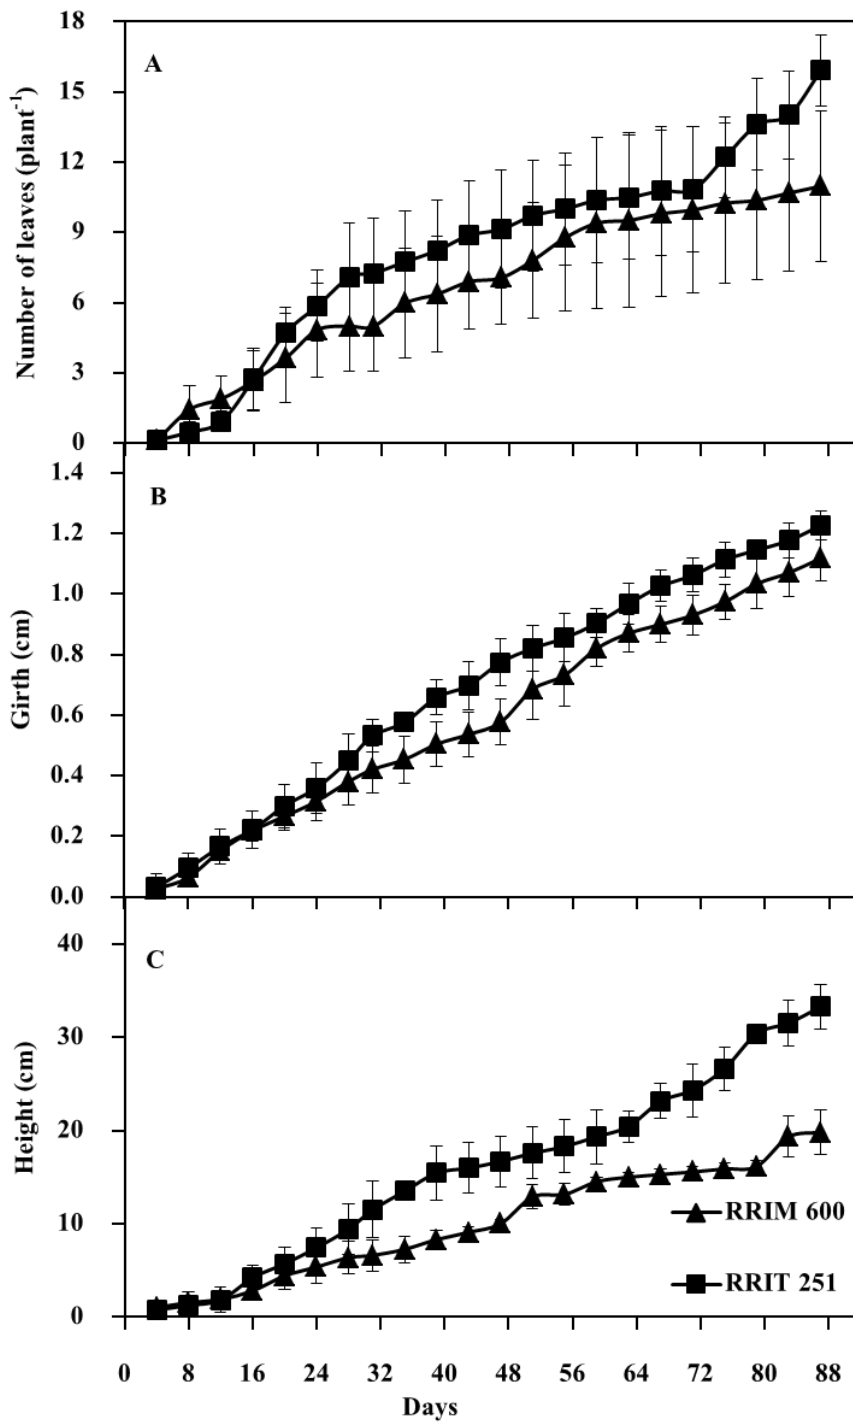 A
Number of leaves (plant⁻¹)
18
15
12
9
6
3
0
B
Girth (cm)
1.4
1.2
1.0
0.8
0.6
0.4
0.2
0.0
C
Height (cm)
40
30
20
10
0
RRIM 600
RRIT 251
0 8 16 24 32 40 48 56 64 72 80 88
Days